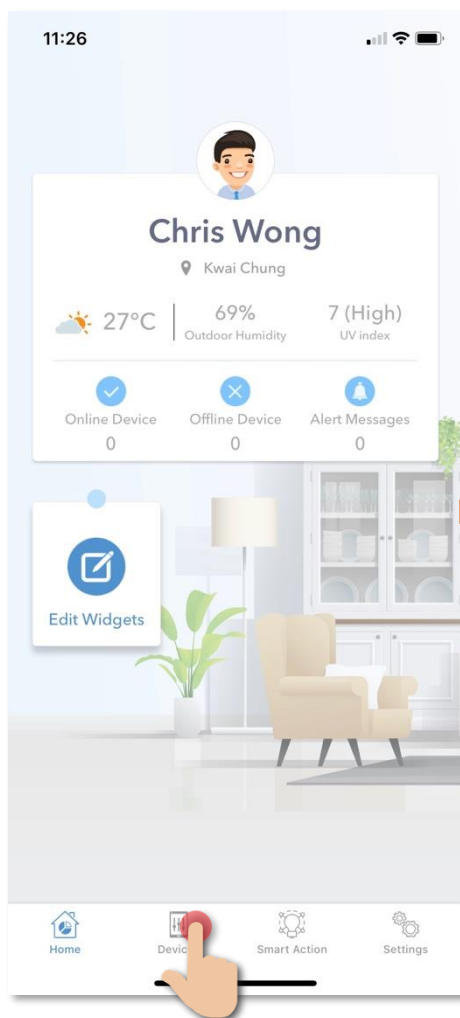 11:26
Chris Wong
Kwai Chung
27°C
69%
Outdoor Humidity
7 (High)
UV index
Online Device
0
Offline Device
0
Alert Messages
0
Edit Widgets
Home
Smart Action
Settings